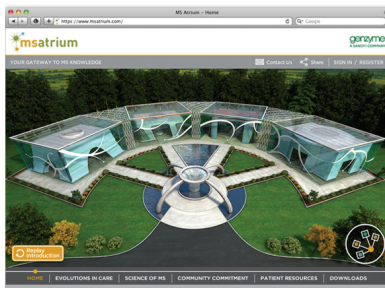 MS Atrium – Home
https://www.msatrium.com/
Google
msatrium
genzyme
A SANOFI COMPANY
YOUR GATEWAY TO MS KNOWLEDGE
Contact Us
Share
SIGN IN / REGISTER
Replay
Introduction
HOME
EVOLUTIONS IN CARE
SCIENCE OF MS
COMMUNITY COMMITMENT
PATIENT RESOURCES
DOWNLOADS